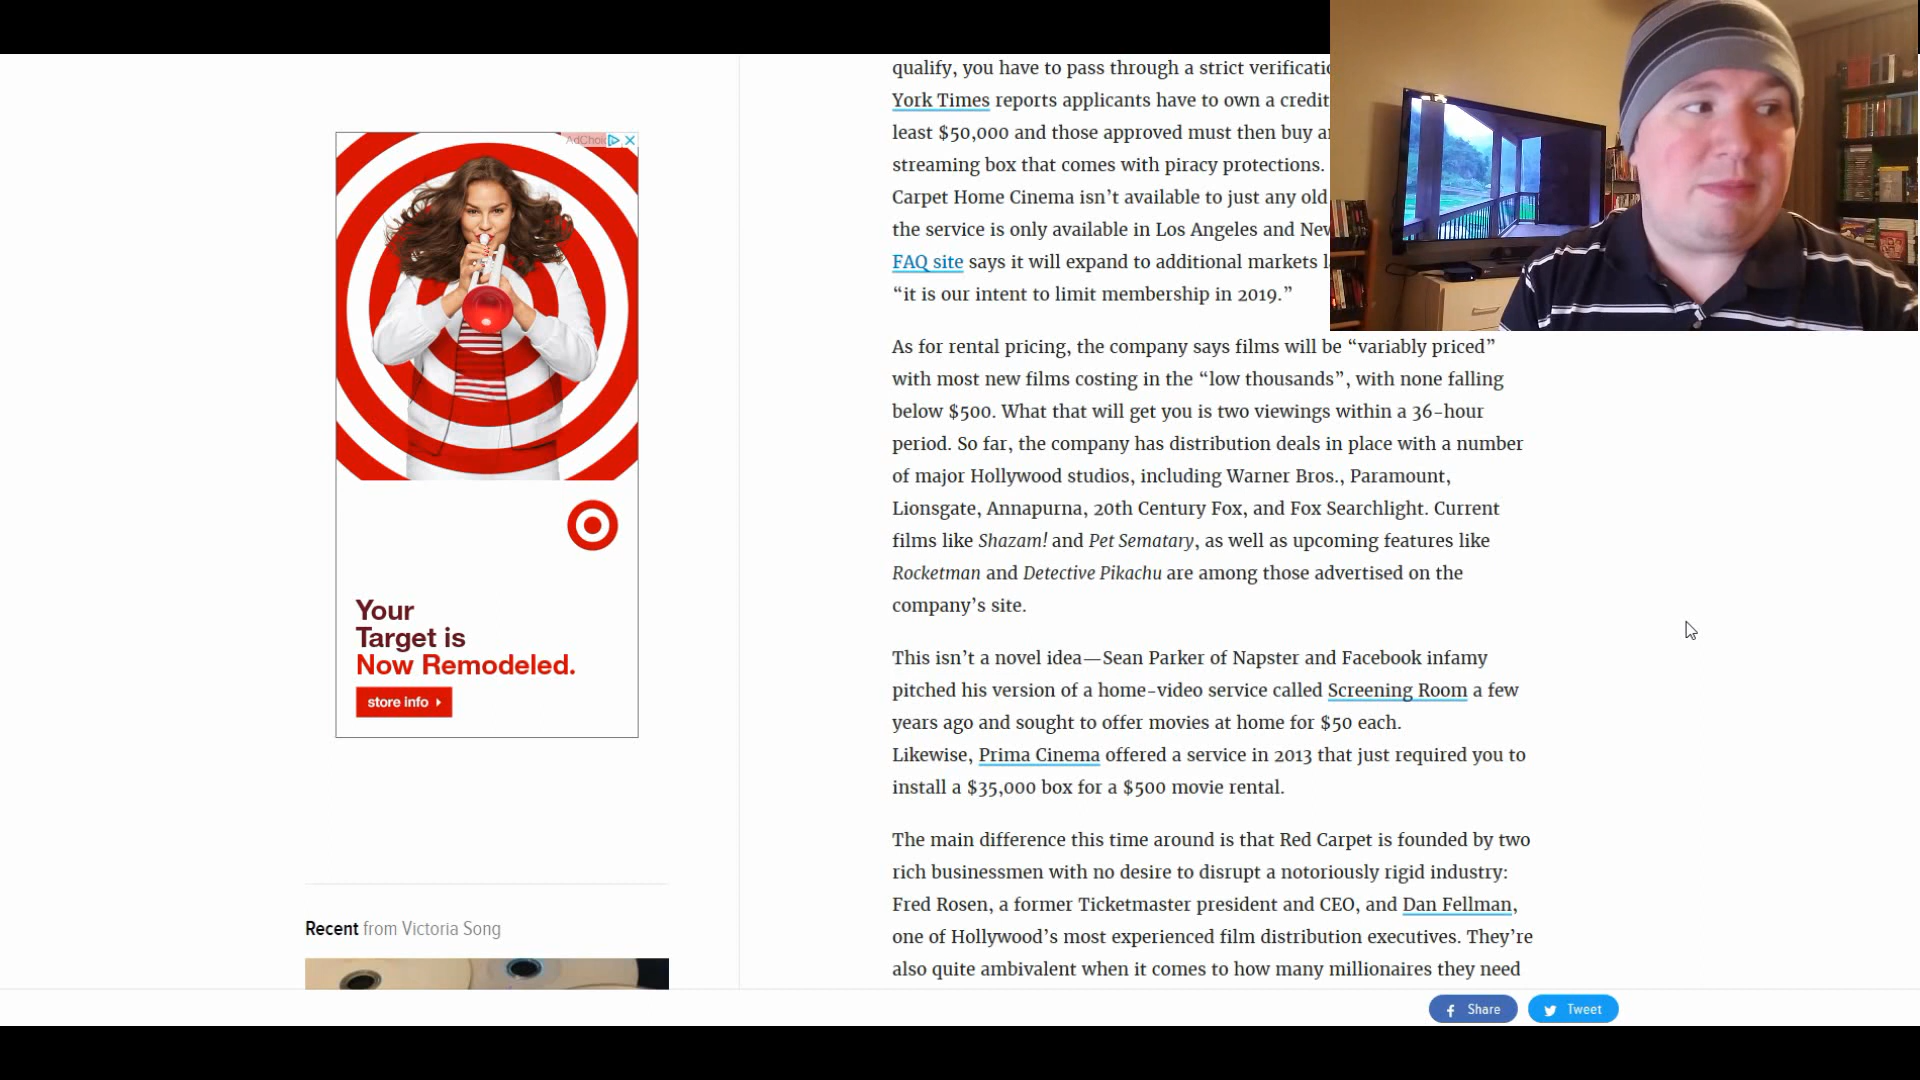 qualify, you have to pass through a strict
York Times reports applicants have to own a credit
least $50,000 and those approved must then buy
streaming box that comes with piracy protections.
Carpet Home Cinema isn’t available to just any old
the service is only available in Los Angeles and
FAQ site says it will expand to additional markets
“it is our intent to limit membership in 2019.”
As for rental pricing, the company says films will be “variably priced”
with most new films costing in the “low thousands”, with none falling
below $500. What that will get you is two viewings within a 36-hour
period. So far, the company has distribution deals in place with a number
of major Hollywood studios, including Warner Bros., Paramount,
Lionsgate, Annapurna, 20th Century Fox, and Fox Searchlight. Current
films like Shazam! and Pet Sematary, as well as upcoming features like
Rocketman and Detective Pikachu are among those advertised on the
company’s site.
This isn’t a novel idea—Sean Parker of Napster and Facebook infamy
pitched his version of a home-video service called Screening Room a few
years ago and sought to offer movies at home for $50 each.
Likewise, Prima Cinema offered a service in 2013 that just required you to
install a $35,000 box for a $500 movie rental.
The main difference this time around is that Red Carpet is founded by two
rich businessmen with no desire to disrupt a notoriously rigid industry:
Fred Rosen, a former Ticketmaster president and CEO, and Dan Fellman,
one of Hollywood’s most experienced film distribution executives. They’re
also quite ambivalent when it comes to how many millionaires they need
Your
Target is
Now Remodeled.
store info
Recent from Victoria Song
Share
Tweet